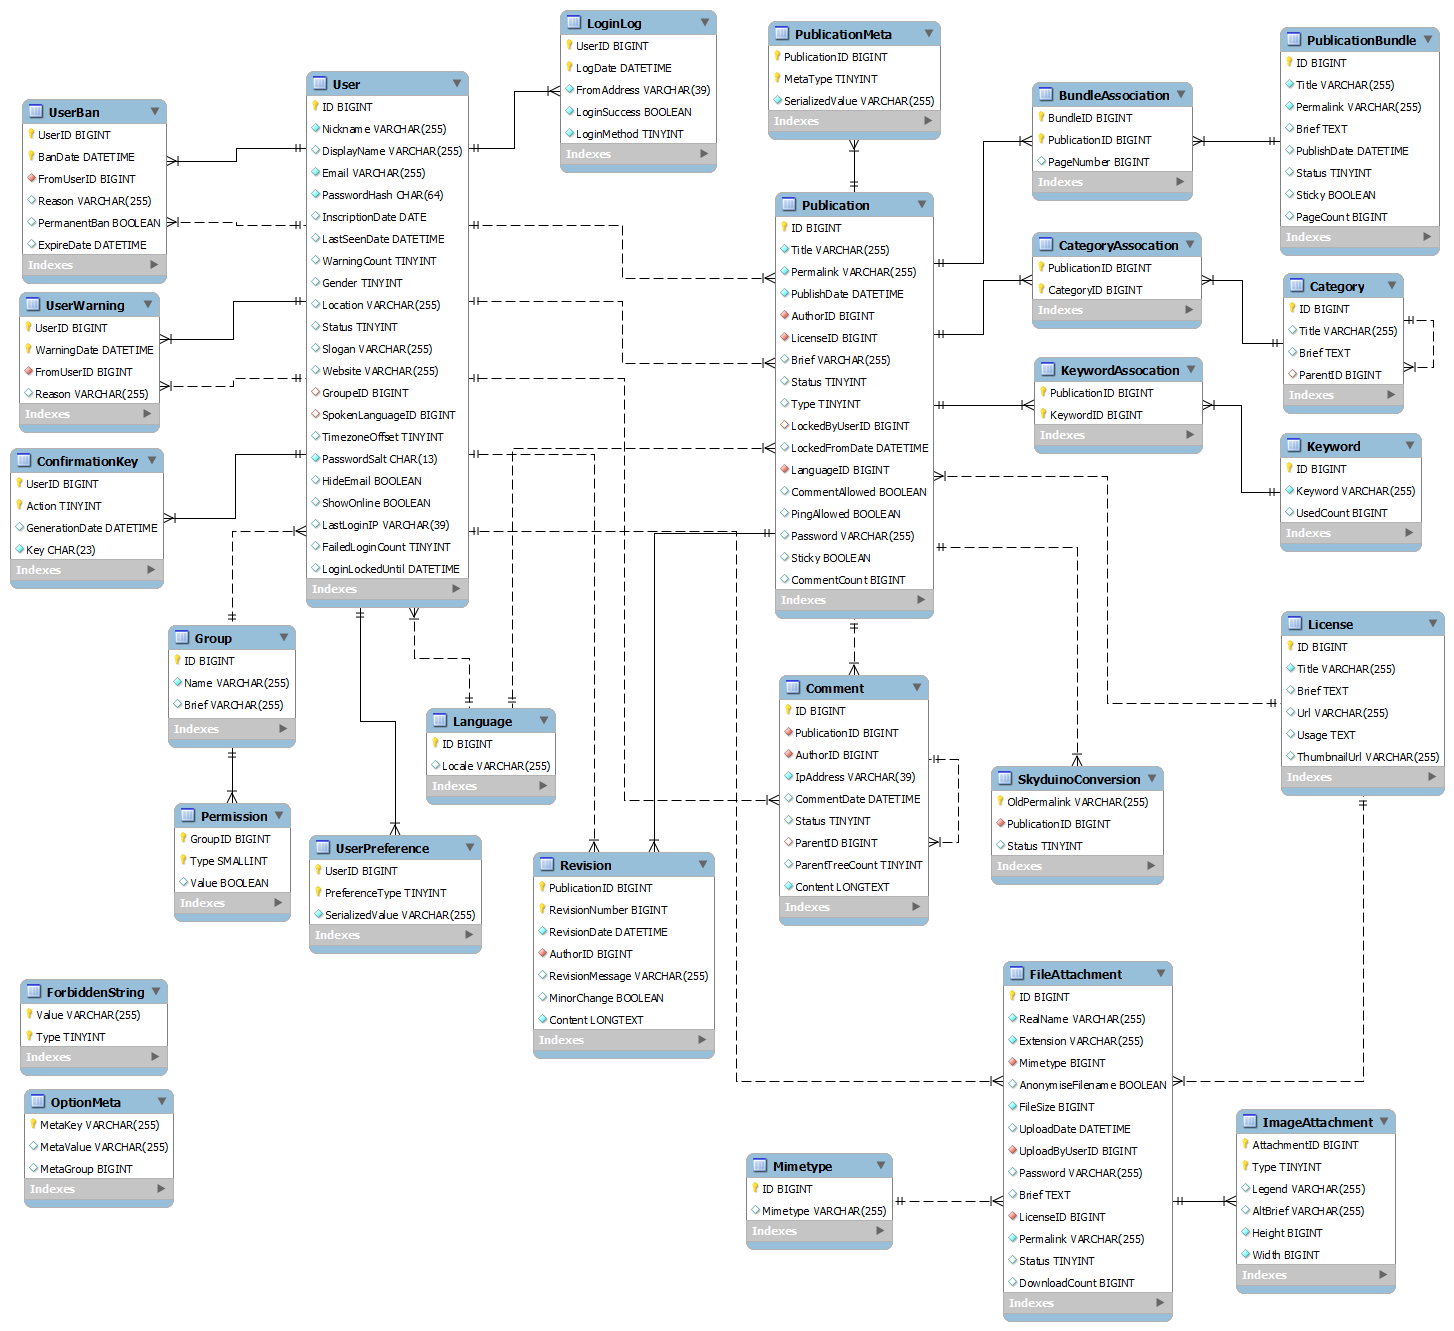 LoginLog
UserID BIGINT
LogDate DATETIME
FromAddress VARCHAR(39)
LoginSuccess BOOLEAN
LoginMethod TINYINT
Indexes
PublicationMeta
PublicationID BIGINT
MetaType TINYINT
SerializedValue VARCHAR(255)
Indexes
PublicationBundle
ID BIGINT
Title VARCHAR(255)
Permalink VARCHAR(255)
Brief TEXT
PublishDate DATETIME
Status TINYINT
Sticky BOOLEAN
PageCount BIGINT
Indexes
User
ID BIGINT
Nickname VARCHAR(255)
DisplayName VARCHAR(255)
Email VARCHAR(255)
PasswordHash CHAR(64)
InscriptionDate DATE
LastSeenDate DATETIME
WarningCount TINYINT
Gender TINYINT
Location VARCHAR(255)
Status TINYINT
Slogan VARCHAR(255)
Website VARCHAR(255)
GroupeID BIGINT
SpokenLanguageID BIGINT
TimezoneOffset TINYINT
PasswordSalt CHAR(13)
HideEmail BOOLEAN
ShowOnline BOOLEAN
LastLoginIP VARCHAR(39)
FailedLoginCount TINYINT
LoginLockedUntil DATETIME
Indexes
BundleAssociation
BundleID BIGINT
PublicationID BIGINT
PageNumber BIGINT
Indexes
UserBan
UserID BIGINT
BanDate DATETIME
FromUserID BIGINT
Reason VARCHAR(255)
PermanentBan BOOLEAN
ExpireDate DATETIME
Indexes
Publication
ID BIGINT
Title VARCHAR(255)
Permalink VARCHAR(255)
PublishDate DATETIME
AuthorID BIGINT
LicenseID BIGINT
Brief VARCHAR(255)
Status TINYINT
Type TINYINT
LockedByUserID BIGINT
LockedFromDate DATETIME
LanguageID BIGINT
CommentAllowed BOOLEAN
PingAllowed BOOLEAN
Password VARCHAR(255)
Sticky BOOLEAN
CommentCount BIGINT
Indexes
CategoryAssocation
PublicationID BIGINT
CategoryID BIGINT
Indexes
Category
ID BIGINT
Title VARCHAR(255)
Brief TEXT
ParentID BIGINT
Indexes
UserWarning
UserID BIGINT
WarningDate DATETIME
FromUserID BIGINT
Reason VARCHAR(255)
Indexes
KeywordAssocation
PublicationID BIGINT
KeywordID BIGINT
Indexes
Keyword
ID BIGINT
Keyword VARCHAR(255)
UsedCount BIGINT
Indexes
ConfirmationKey
UserID BIGINT
Action TINYINT
GenerationDate DATETIME
Key CHAR(23)
Indexes
License
ID BIGINT
Title VARCHAR(255)
Brief TEXT
Url VARCHAR(255)
Usage TEXT
ThumbnailUrl VARCHAR(255)
Indexes
Group
ID BIGINT
Name VARCHAR(255)
Brief VARCHAR(255)
Indexes
Comment
ID BIGINT
PublicationID BIGINT
AuthorID BIGINT
IpAddress VARCHAR(39)
CommentDate DATETIME
Status TINYINT
ParentID BIGINT
ParentTreeCount TINYINT
Content LONGTEXT
Indexes
Language
ID BIGINT
Locale VARCHAR(255)
Indexes
SkyduinoConversion
OldPermalink VARCHAR(255)
PublicationID BIGINT
Status TINYINT
Indexes
Permission
GroupID BIGINT
Type SMALLINT
Value BOOLEAN
Indexes
UserPreference
UserID BIGINT
PreferenceType TINYINT
SerializedValue VARCHAR(255)
Indexes
Revision
PublicationID BIGINT
RevisionNumber BIGINT
RevisionDate DATETIME
AuthorID BIGINT
RevisionMessage VARCHAR(255)
MinorChange BOOLEAN
Content LONGTEXT
Indexes
FileAttachment
ID BIGINT
RealName VARCHAR(255)
Extension VARCHAR(255)
Mimetype BIGINT
AnonymiseFilename BOOLEAN
FileSize BIGINT
UploadDate DATETIME
UploadByUserID BIGINT
Password VARCHAR(255)
Brief TEXT
LicenseID BIGINT
Permalink VARCHAR(255)
Status TINYINT
DownloadCount BIGINT
Indexes
ForbiddenString
Value VARCHAR(255)
Type TINYINT
Indexes
OptionMeta
MetaKey VARCHAR(255)
MetaValue VARCHAR(255)
MetaGroup BIGINT
Indexes
ImageAttachment
AttachmentID BIGINT
Type TINYINT
Legend VARCHAR(255)
AltBrief VARCHAR(255)
Height BIGINT
Width BIGINT
Indexes
Mimetype
ID BIGINT
Mimetype VARCHAR(255)
Indexes